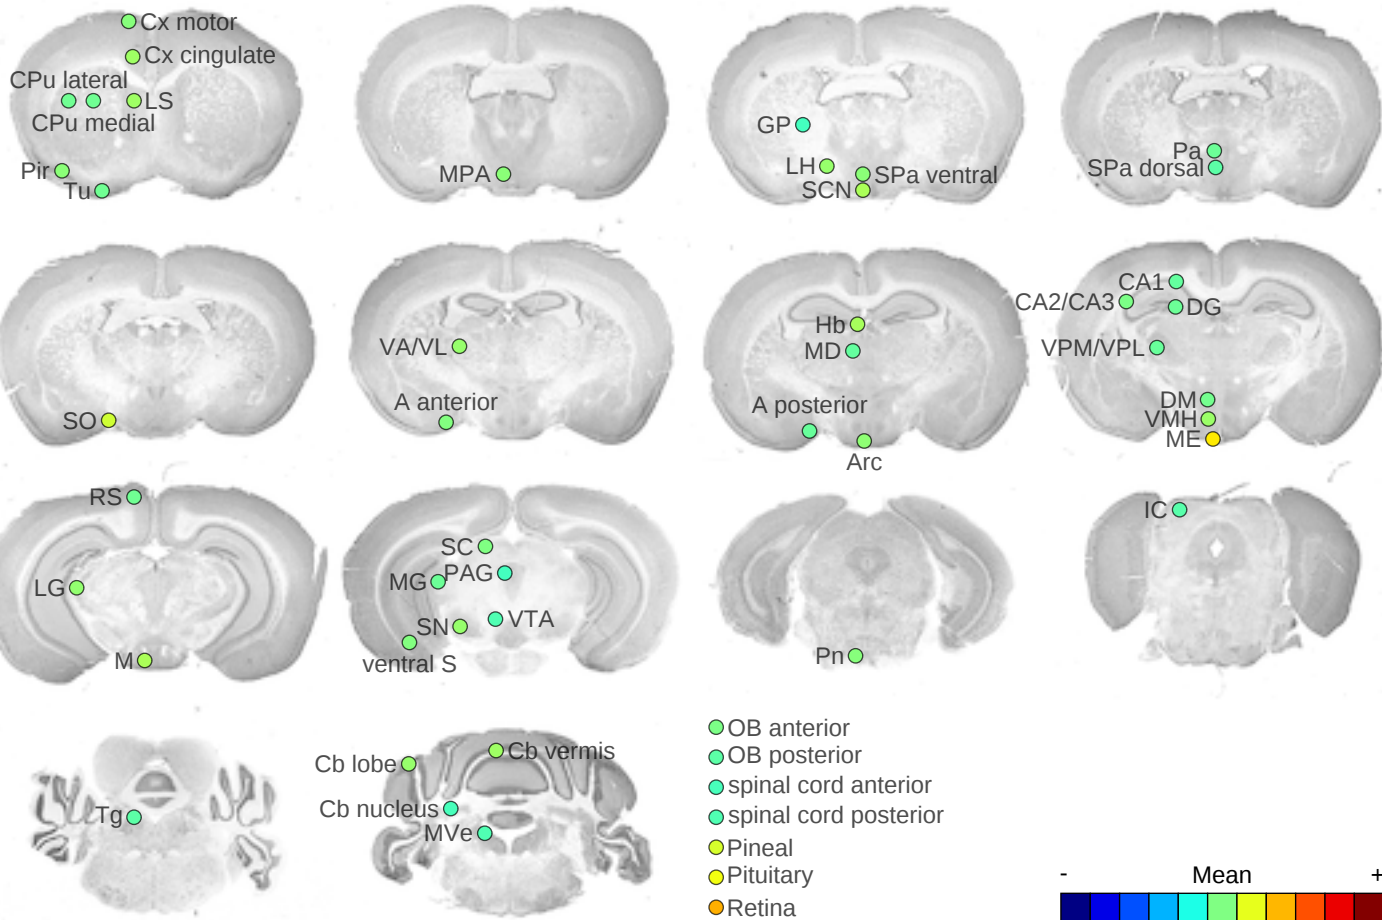 Cx motor
Cx cingulate
CPu lateral
LS
CPu medial
Pir
Tu
MPA
GP
LH
SPa ventral
SCN
Pa
SPa dorsal
SO
VA/VL
A anterior
Hb
MD
A posterior
Arc
CA1
CA2/CA3
DG
VPM/VPL
DM
VMH
ME
RS
LG
M
SC
PAG
MG
VTA
SN
ventral S
Pn
IC
Tg
Cb lobe
Cb vermis
Cb nucleus
MVe
OB anterior
OB posterior
spinal cord anterior
spinal cord posterior
Pineal
Pituitary
Retina
- Mean +